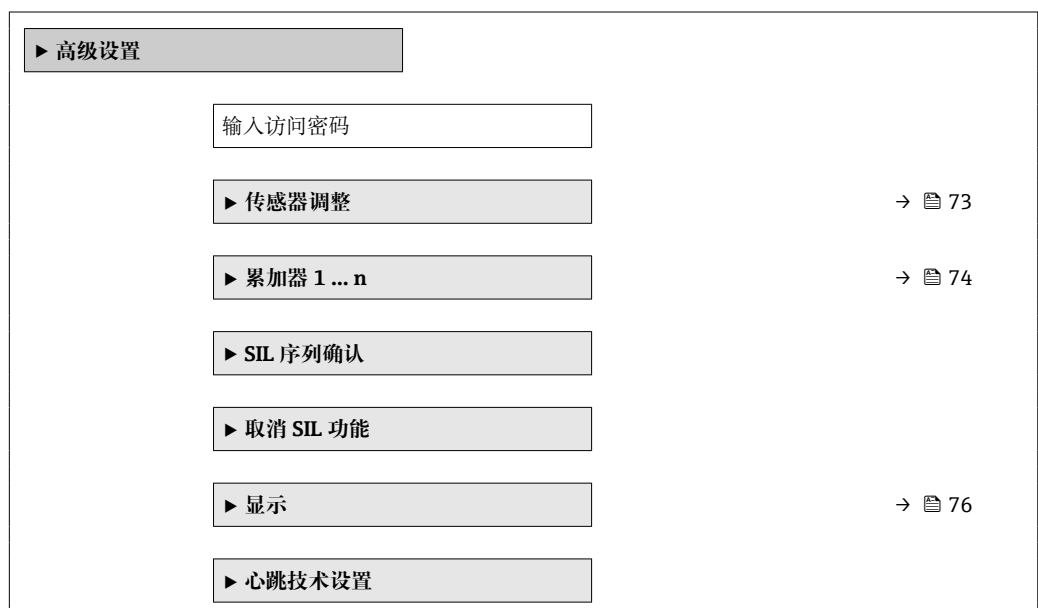 ▶ 高级设置
输入访问密码
▶ 传感器调整 → 🖹 73
▶ 累加器 1 … n → 🖹 74
▶ SIL 序列确认
▶ 取消 SIL 功能
▶ 显示 → 🖹 76
▶ 心跳技术设置